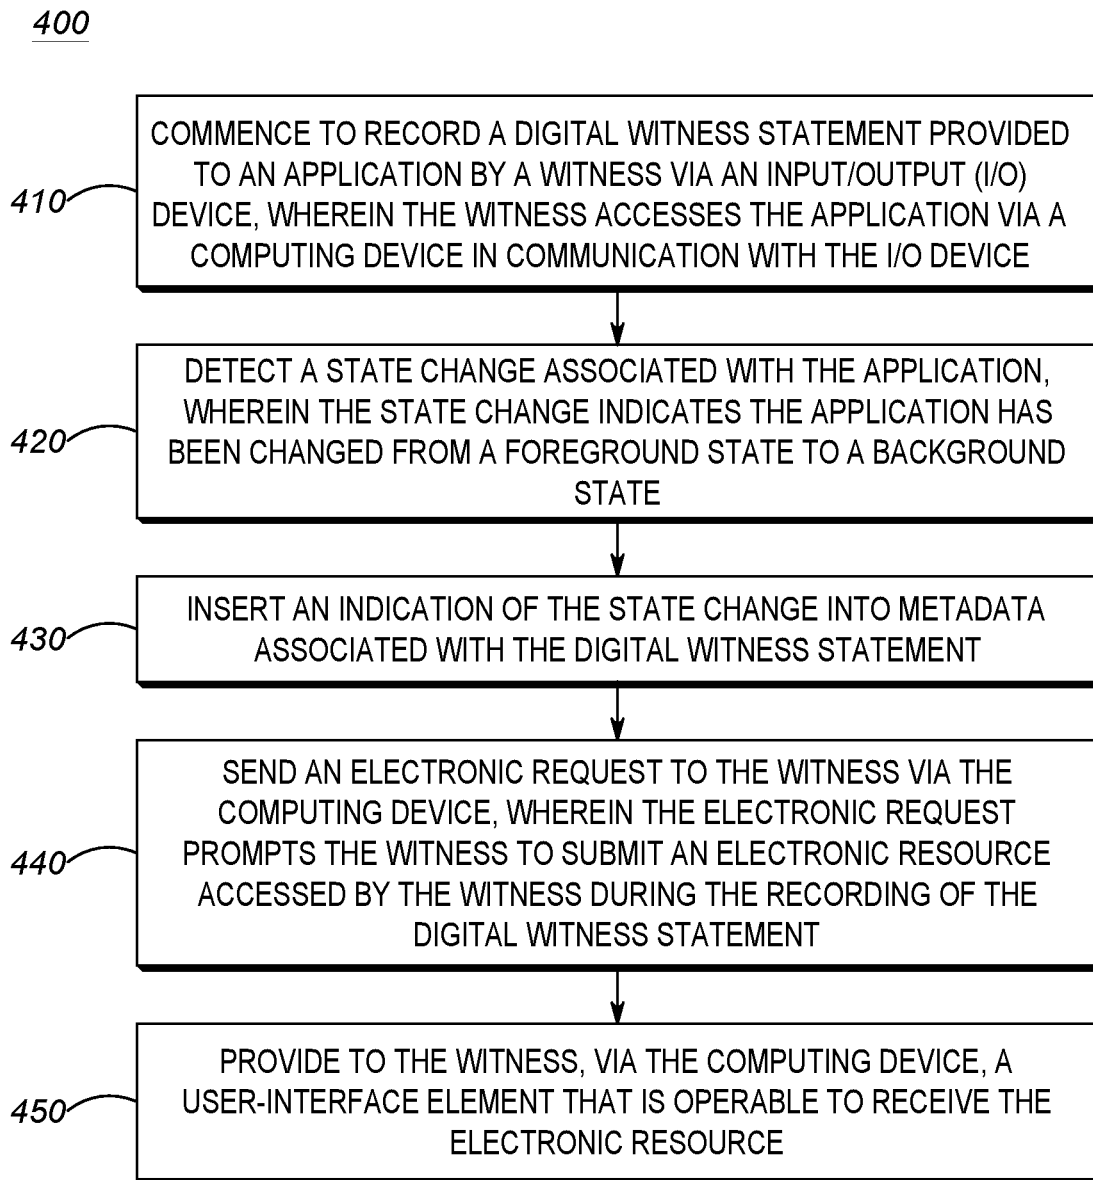 400
COMMENCE TO RECORD A DIGITAL WITNESS STATEMENT PROVIDED
TO AN APPLICATION BY A WITNESS VIA AN INPUT/OUTPUT (I/O)
DEVICE, WHEREIN THE WITNESS ACCESSES THE APPLICATION VIA A
COMPUTING DEVICE IN COMMUNICATION WITH THE I/O DEVICE
410
DETECT A STATE CHANGE ASSOCIATED WITH THE APPLICATION,
WHEREIN THE STATE CHANGE INDICATES THE APPLICATION HAS
BEEN CHANGED FROM A FOREGROUND STATE TO A BACKGROUND
STATE
420
INSERT AN INDICATION OF THE STATE CHANGE INTO METADATA
ASSOCIATED WITH THE DIGITAL WITNESS STATEMENT
430
SEND AN ELECTRONIC REQUEST TO THE WITNESS VIA THE
COMPUTING DEVICE, WHEREIN THE ELECTRONIC REQUEST
PROMPTS THE WITNESS TO SUBMIT AN ELECTRONIC RESOURCE
ACCESSED BY THE WITNESS DURING THE RECORDING OF THE
DIGITAL WITNESS STATEMENT
440
PROVIDE TO THE WITNESS, VIA THE COMPUTING DEVICE, A
USER-INTERFACE ELEMENT THAT IS OPERABLE TO RECEIVE THE
ELECTRONIC RESOURCE
450